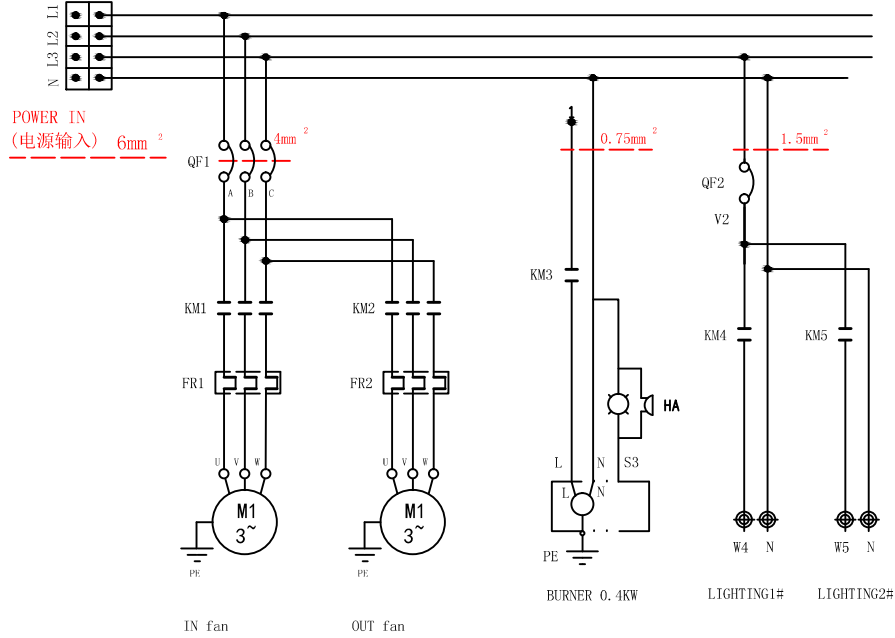 L1
L2
L3
N
POWER IN
(电源输入) 6mm ²
QF1
4mm ²
A B C
1
0.75mm ²
1.5mm ²
QF2
V2
KM1
KM2
KM3
KM4
KM5
FR1
FR2
HA
U V W
U V W
L N S3
L N
M1
3~
M1
3~
PE
PE
PE
W4 N W5 N
BURNER 0.4KW
LIGHTING1#
LIGHTING2#
IN fan
OUT fan